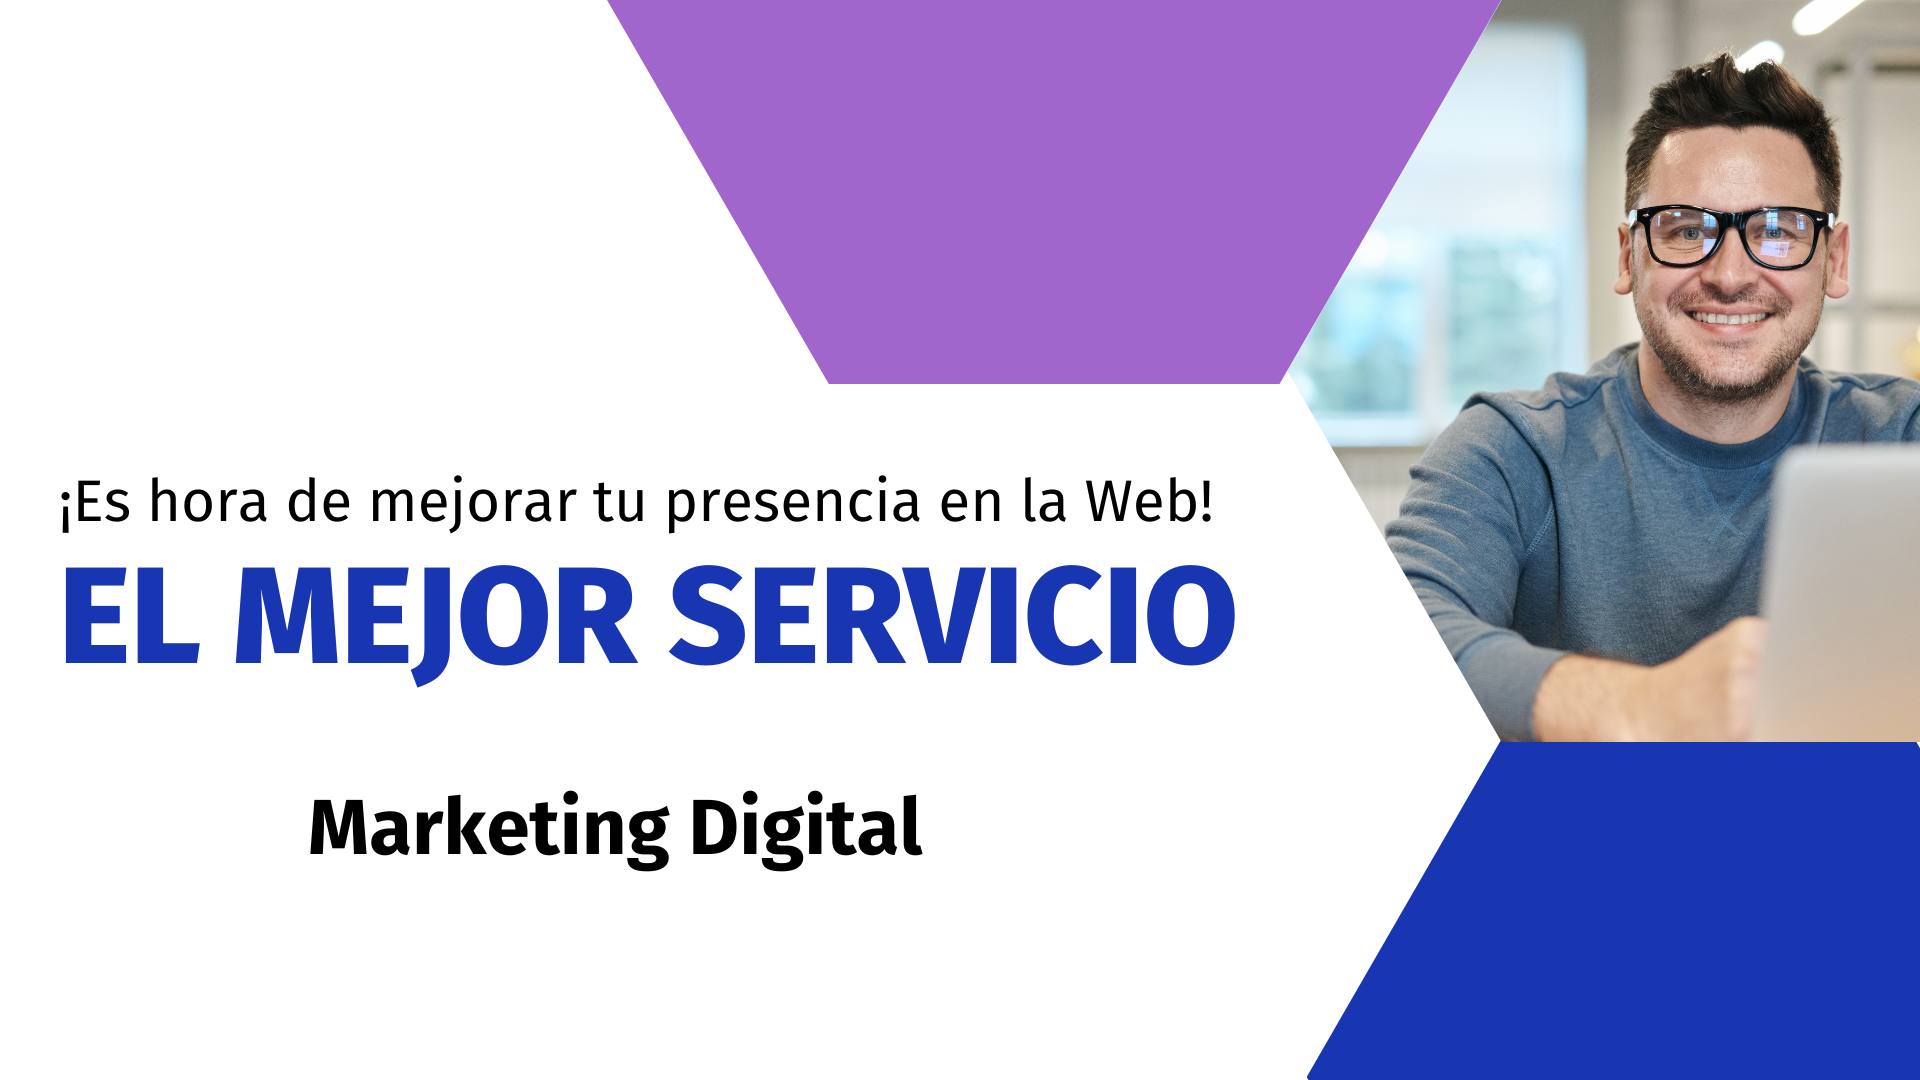 ¡Es hora de mejorar tu presencia en la Web!
EL MEJOR SERVICIO
Marketing Digital